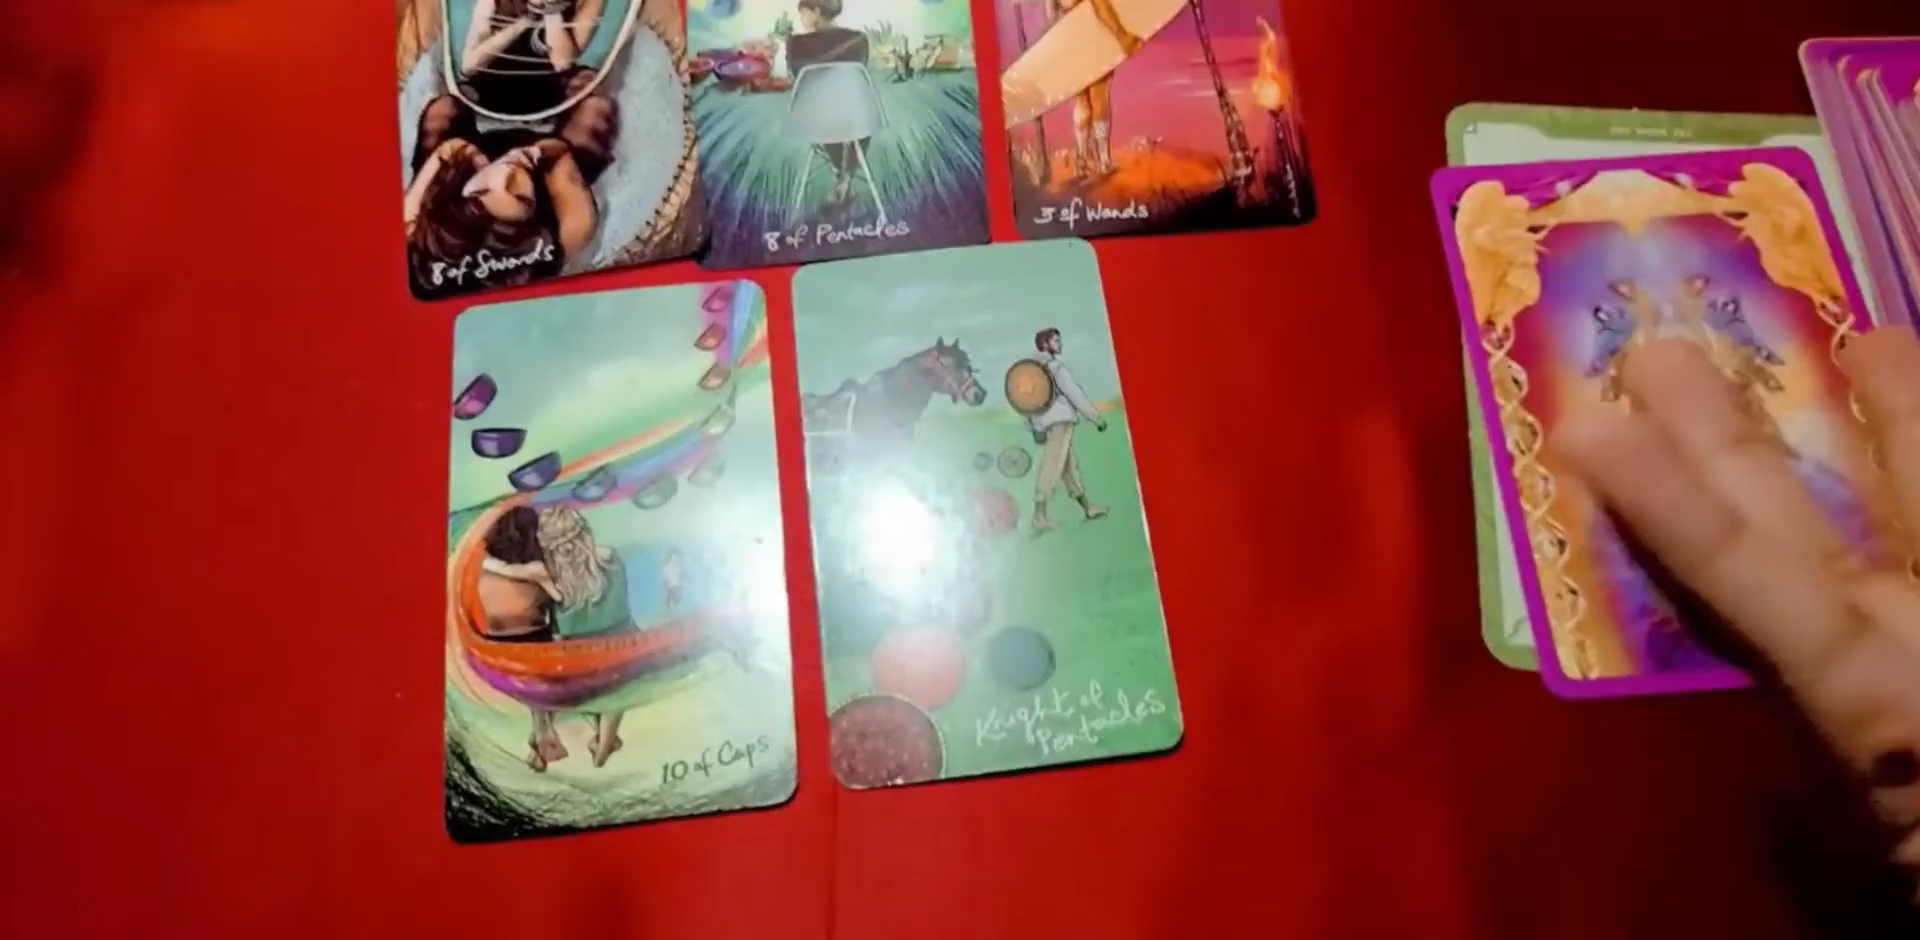 8 of Swords
8 of Pentacles
3 of Wands
10 of Cups
Knight of
Pentacles